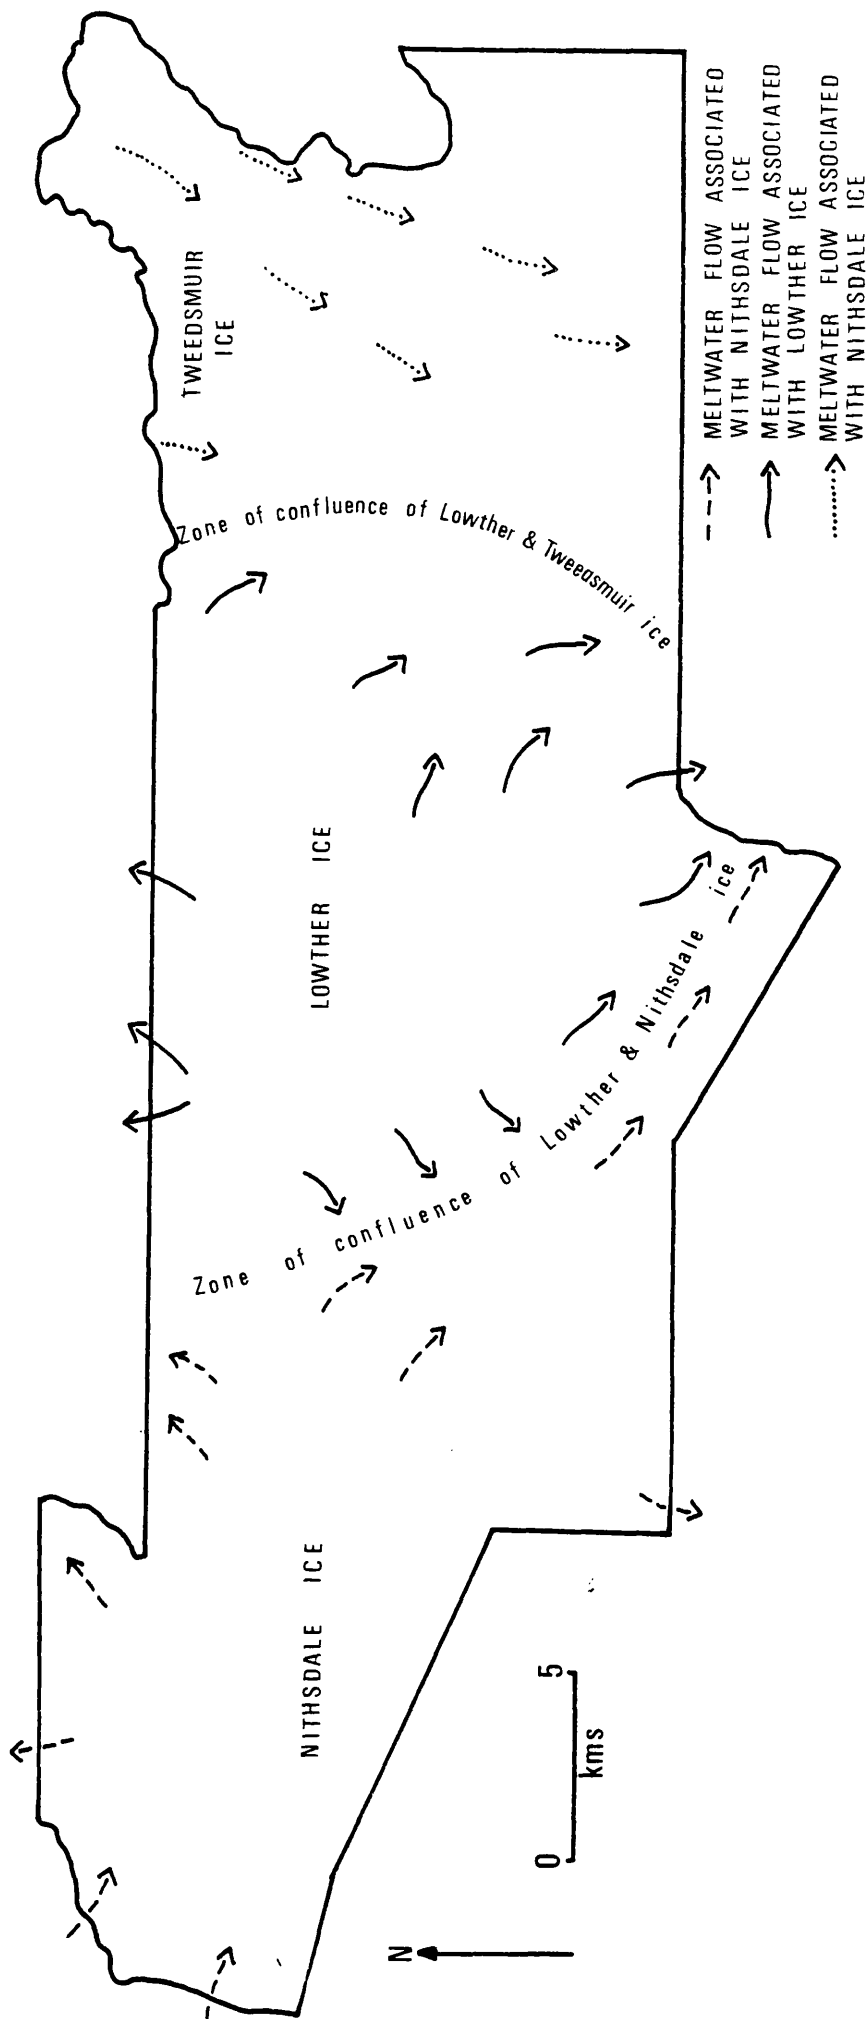 TWEEDSMUIR
ICE
Zone of confluence of Lowther & Tweeasmuir ice
LOWTHER ICE
Zone of confluence of Lowther & Nithsdale ice
NITHSDALE ICE
N
0 5
kms
MELTWATER FLOW ASSOCIATED
WITH NITHSDALE ICE
MELTWATER FLOW ASSOCIATED
WITH LOWTHER ICE
MELTWATER FLOW ASSOCIATED
WITH NITHSDALE ICE